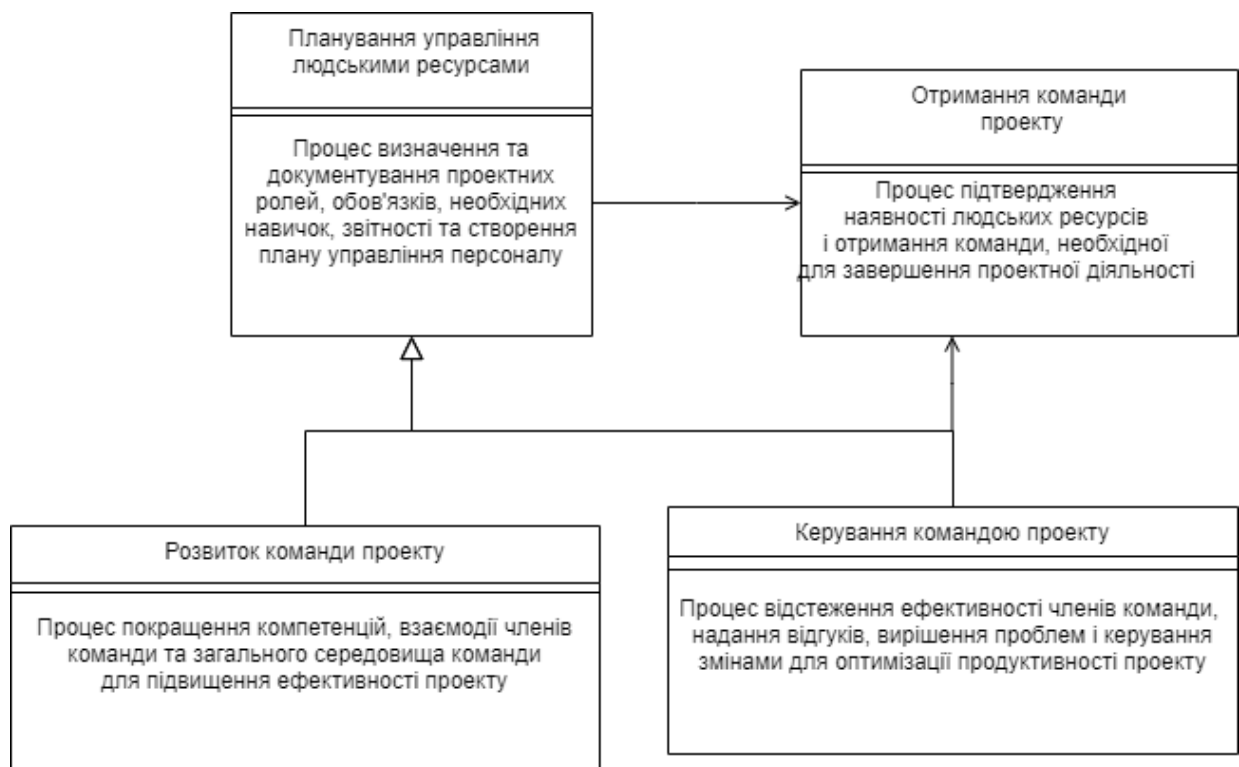 Планування управління
людськими ресурсами
Процес визначення та
документування проектних
ролей, обов'язків, необхідних
навичок, звітності та створення
плану управління персоналу
Отримання команди
проекту
Процес підтвердження
наявності людських ресурсів
і отримання команди, необхідної
для завершення проектної діяльності
Розвиток команди проекту
Процес покращення компетенцій, взаємодії членів
команди та загального середовища команди
для підвищення ефективності проекту
Керування командою проекту
Процес відстеження ефективності членів команди,
надання відгуків, вирішення проблем і керування
змінами для оптимізації продуктивності проекту